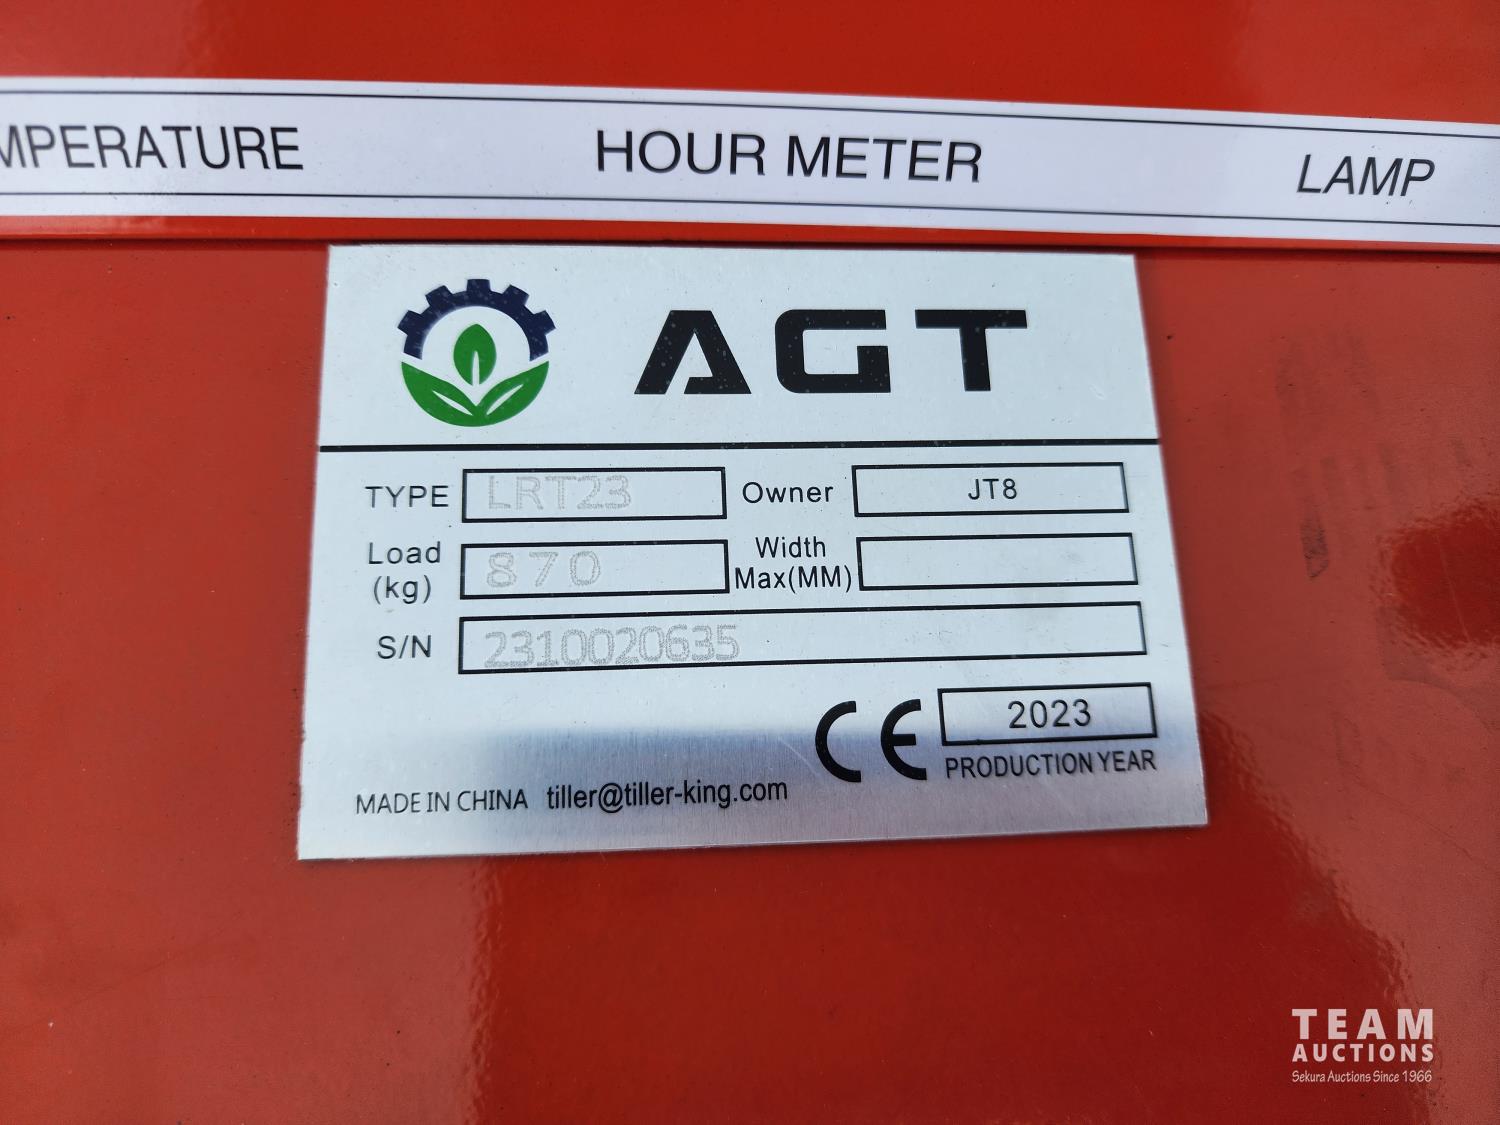 MPERATURE HOUR METER LAMP
AGT
TYPE LRT23 Owner JT8
Load (kg) 870 Width Max(MM)
S/N 2310020635
CE 2023
PRODUCTION YEAR
MADE IN CHINA tiller@tiller-king.com
TEAM
AUCTIONS
Sekura Auctions Since 1966